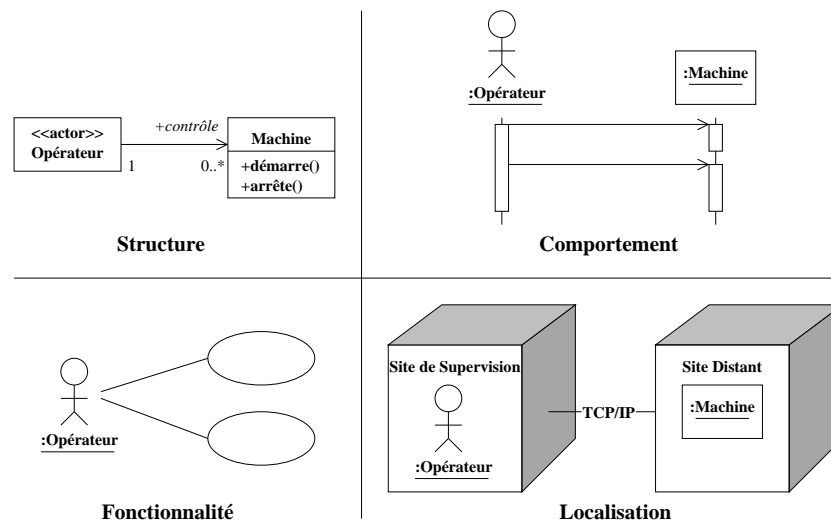 <<actor>>
Opérateur
+contrôle
1
0..*
Machine
+démarre()
+arrête()
Structure
:Opérateur
:Machine
Comportement
:Opérateur
Fonctionnalité
Site de Supervision
:Opérateur
TCP/IP
Site Distant
:Machine
Localisation